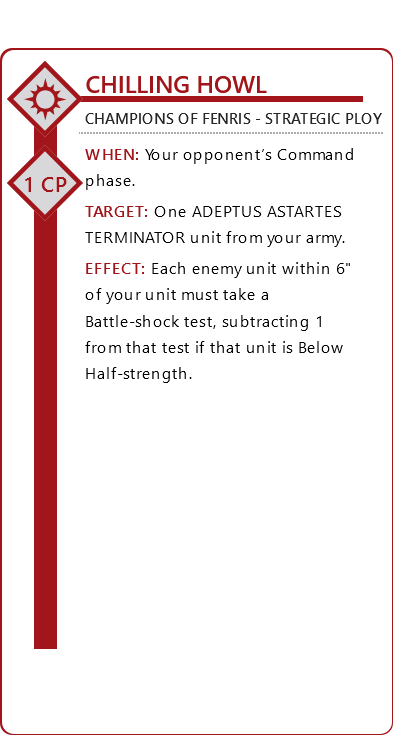 CHILLING HOWL
CHAMPIONS OF FENRIS - STRATEGIC PLOY
WHEN: Your opponent's Command
phase.
1 CP
TARGET: One ADEPTUS ASTARTES
TERMINATOR unit from your army.
EFFECT: Each enemy unit within 6"
of your unit must take a
Battle-shock test, subtracting 1
from that test if that unit is Below
Half-strength.